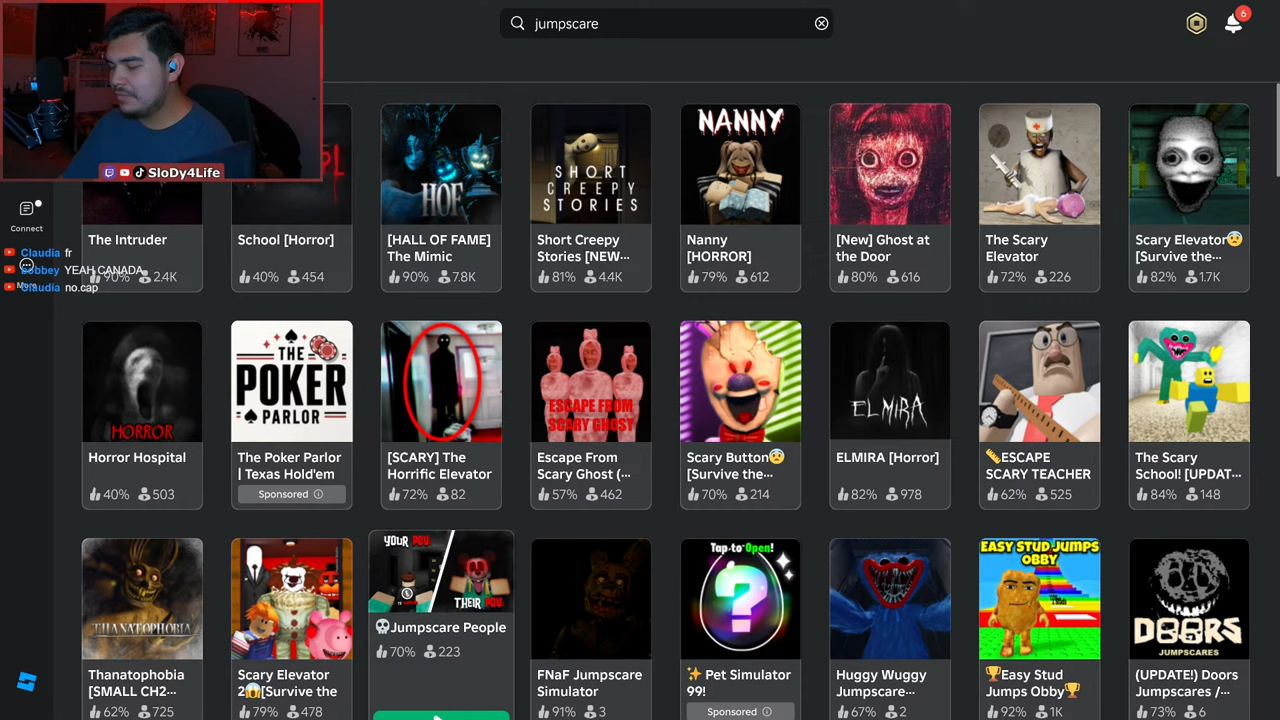 jumpscare
6
SloDy4Life
Connect
Claudia fr
bobbey YEAH CANADA
Claudia no.cap
The Intruder
90% 2.4K
School [Horror]
40% 454
HOF
[HALL OF FAME]
The Mimic
90% 7.8K
SHORT
CREEPY
STORIES
Short Creepy
Stories [NEW...
81% 4.4K
NANNY
Nanny
[HORROR]
79% 612
[New] Ghost at
the Door
80% 616
The Scary
Elevator
72% 226
Scary Elevator😨
[Survive the...
82% 1.7K
HORROR
Horror Hospital
40% 503
THE
POKER
PARLOR
The Poker Parlor
| Texas Hold'em
Sponsored
[SCARY] The
Horrific Elevator
72% 82
ESCAPE FROM
SCARY GHOST
Escape From
Scary Ghost (...
57% 462
Scary Button😨
[Survive the...
70% 214
ELMIRA
ELMIRA [Horror]
82% 978
📏ESCAPE
SCARY TEACHER
62% 525
The Scary
School! [UPDAT...
84% 148
THANATOPHOBIA
Thanatophobia
[SMALL CH2...
62% 725
Scary Elevator
2😱[Survive the
79% 478
YOUR POV
THEIR POV
💀Jumpscare People
70% 223
FNaF Jumpscare
Simulator
91% 3
Tap to Open!
?
✨ Pet Simulator
99!
Sponsored
Huggy Wuggy
Jumpscare...
67% 2
EASY STUD JUMPS
OBBY
🏆Easy Stud
Jumps Obby🏆
92% 1K
DOORS
JUMPSCARES
(UPDATE!) Doors
Jumpscares /...
73% 6